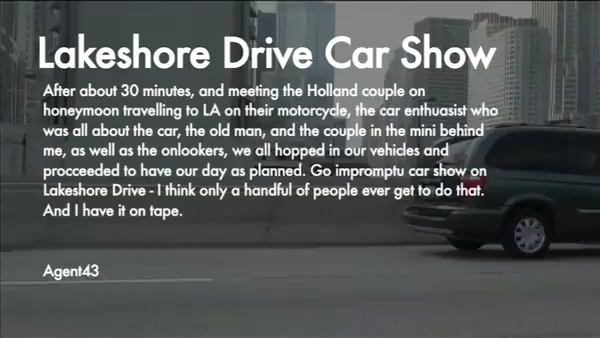 Lakeshore Drive Car Show
After about 30 minutes, and meeting the Holland couple on
honeymoon travelling to LA on their motorcycle, the car enthuasist who
was all about the car, the old man, and the couple in the mini behind
me, as well as the onlookers, we all hopped in our vehicles and
procceeded to have our day as planned. Go impromptu car show on
Lakeshore Drive - I think only a handful of people ever get to do that.
And I have it on tape.
Agent43